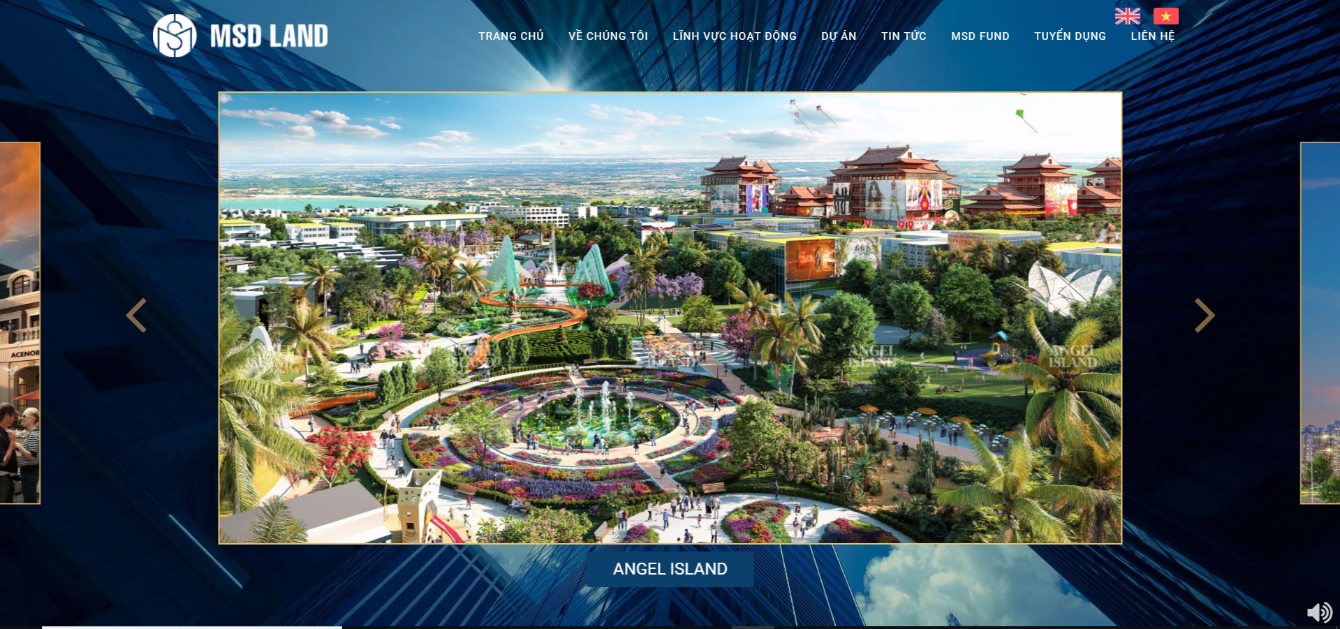 MSD LAND
TRANG CHỦ VỀ CHÚNG TÔI LĨNH VỰC HOẠT ĐỘNG DỰ ÁN TIN TỨC MSD FUND TUYỂN DỤNG LIÊN HỆ
ACENOB
ANGEL
ISLAND
ANGEL
ISLAND
ANGEL ISLAND